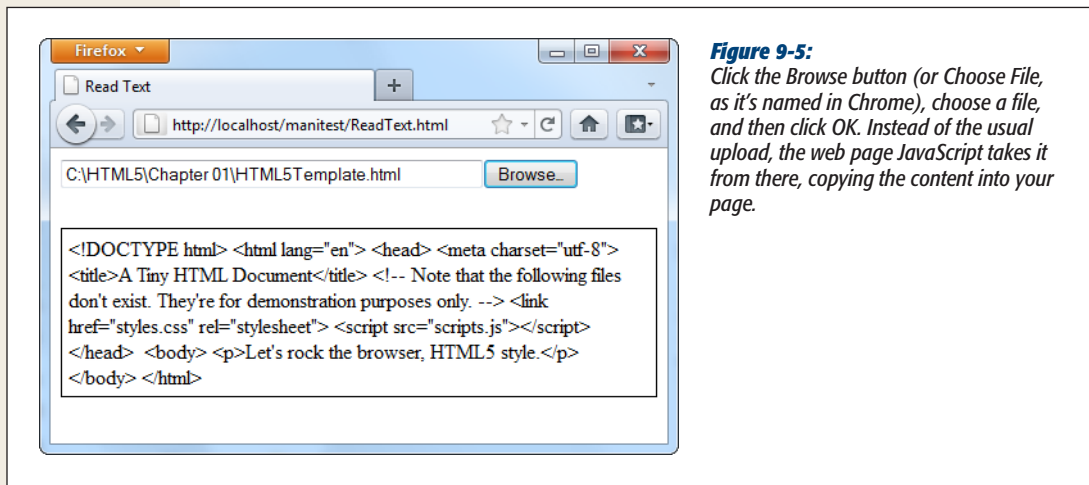 Firefox
Read Text
http://localhost/manitest/ReadText.html
C:\HTML5\Chapter 01\HTML5Template.html
Browse...
<!DOCTYPE html> <html lang="en"> <head> <meta charset="utf-8">
<title>A Tiny HTML Document</title> <!-- Note that the following files
don't exist. They're for demonstration purposes only. --> <link
href="styles.css" rel="stylesheet"> <script src="scripts.js"></script>
</head> <body> <p>Let's rock the browser, HTML5 style.</p>
</body> </html>
Figure 9-5:
Click the Browse button (or Choose File,
as it's named in Chrome), choose a file,
and then click OK. Instead of the usual
upload, the web page JavaScript takes it
from there, copying the content into your
page.